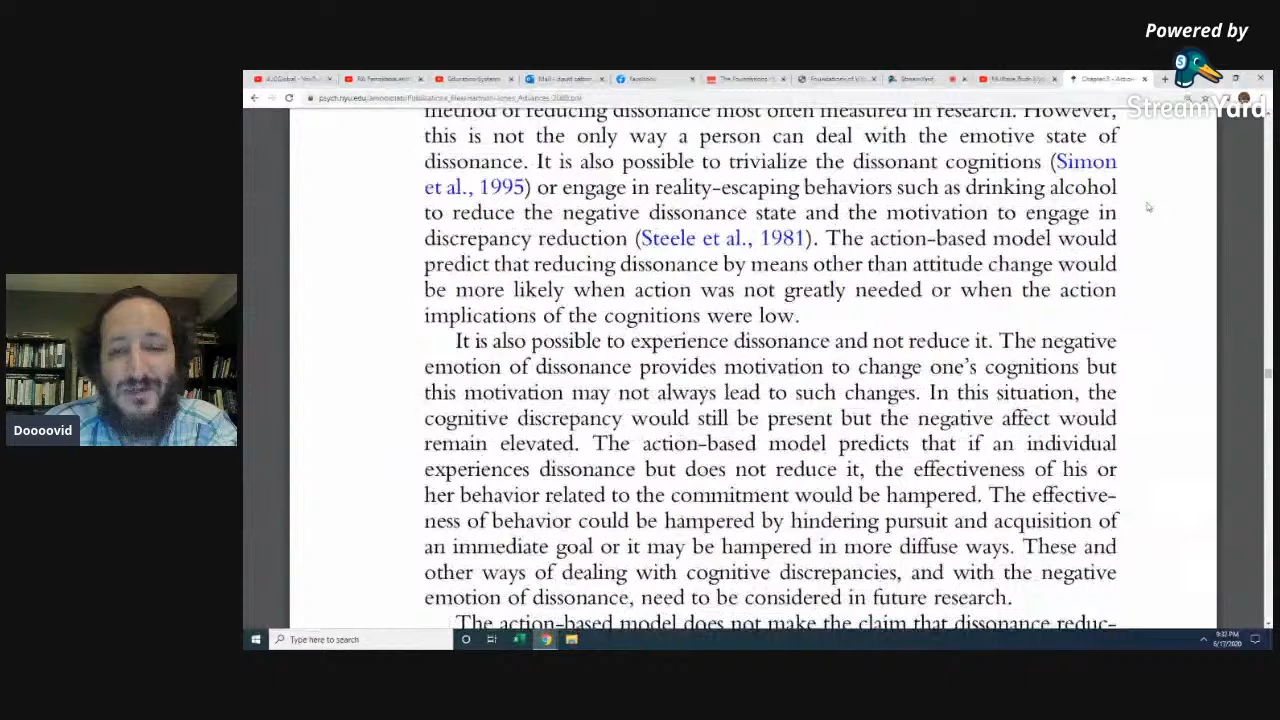 Powered by
StreamYard
Facebook
StreamYard
method of reducing dissonance most often measured in research. However,
this is not the only way a person can deal with the emotive state of
dissonance. It is also possible to trivialize the dissonant cognitions (Simon
et al., 1995) or engage in reality-escaping behaviors such as drinking alcohol
to reduce the negative dissonance state and the motivation to engage in
discrepancy reduction (Steele et al., 1981). The action-based model would
predict that reducing dissonance by means other than attitude change would
be more likely when action was not greatly needed or when the action
implications of the cognitions were low.
It is also possible to experience dissonance and not reduce it. The negative
emotion of dissonance provides motivation to change one's cognitions but
this motivation may not always lead to such changes. In this situation, the
cognitive discrepancy would still be present but the negative affect would
remain elevated. The action-based model predicts that if an individual
experiences dissonance but does not reduce it, the effectiveness of his or
her behavior related to the commitment would be hampered. The effective-
ness of behavior could be hampered by hindering pursuit and acquisition of
an immediate goal or it may be hampered in more diffuse ways. These and
other ways of dealing with cognitive discrepancies, and with the negative
emotion of dissonance, need to be considered in future research.
The action-based model does not make the claim that dissonance reduc-
Doooovid
Type here to search
9:32 PM
6/17/2020